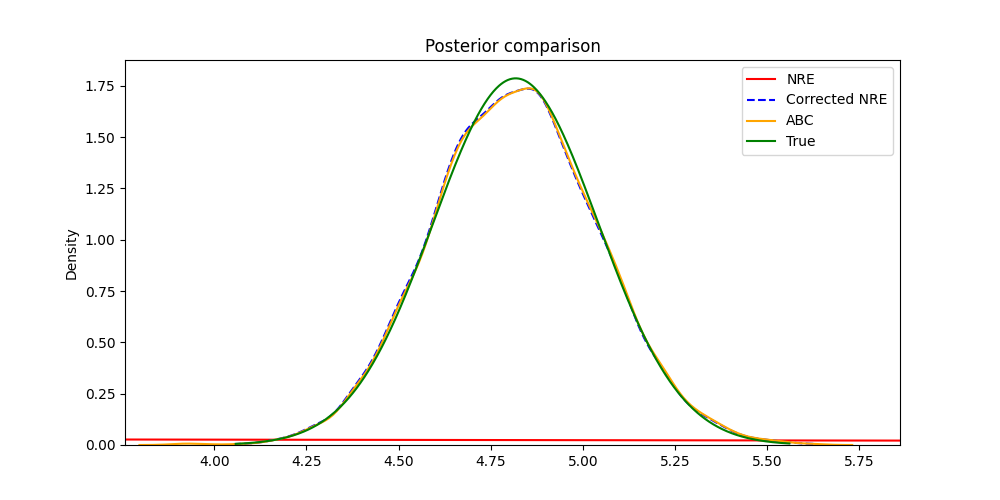 Posterior comparison
NRE
Corrected NRE
ABC
True
Density
1.75
1.50
1.25
1.00
0.75
0.50
0.25
0.00
4.00 4.25 4.50 4.75 5.00 5.25 5.50 5.75